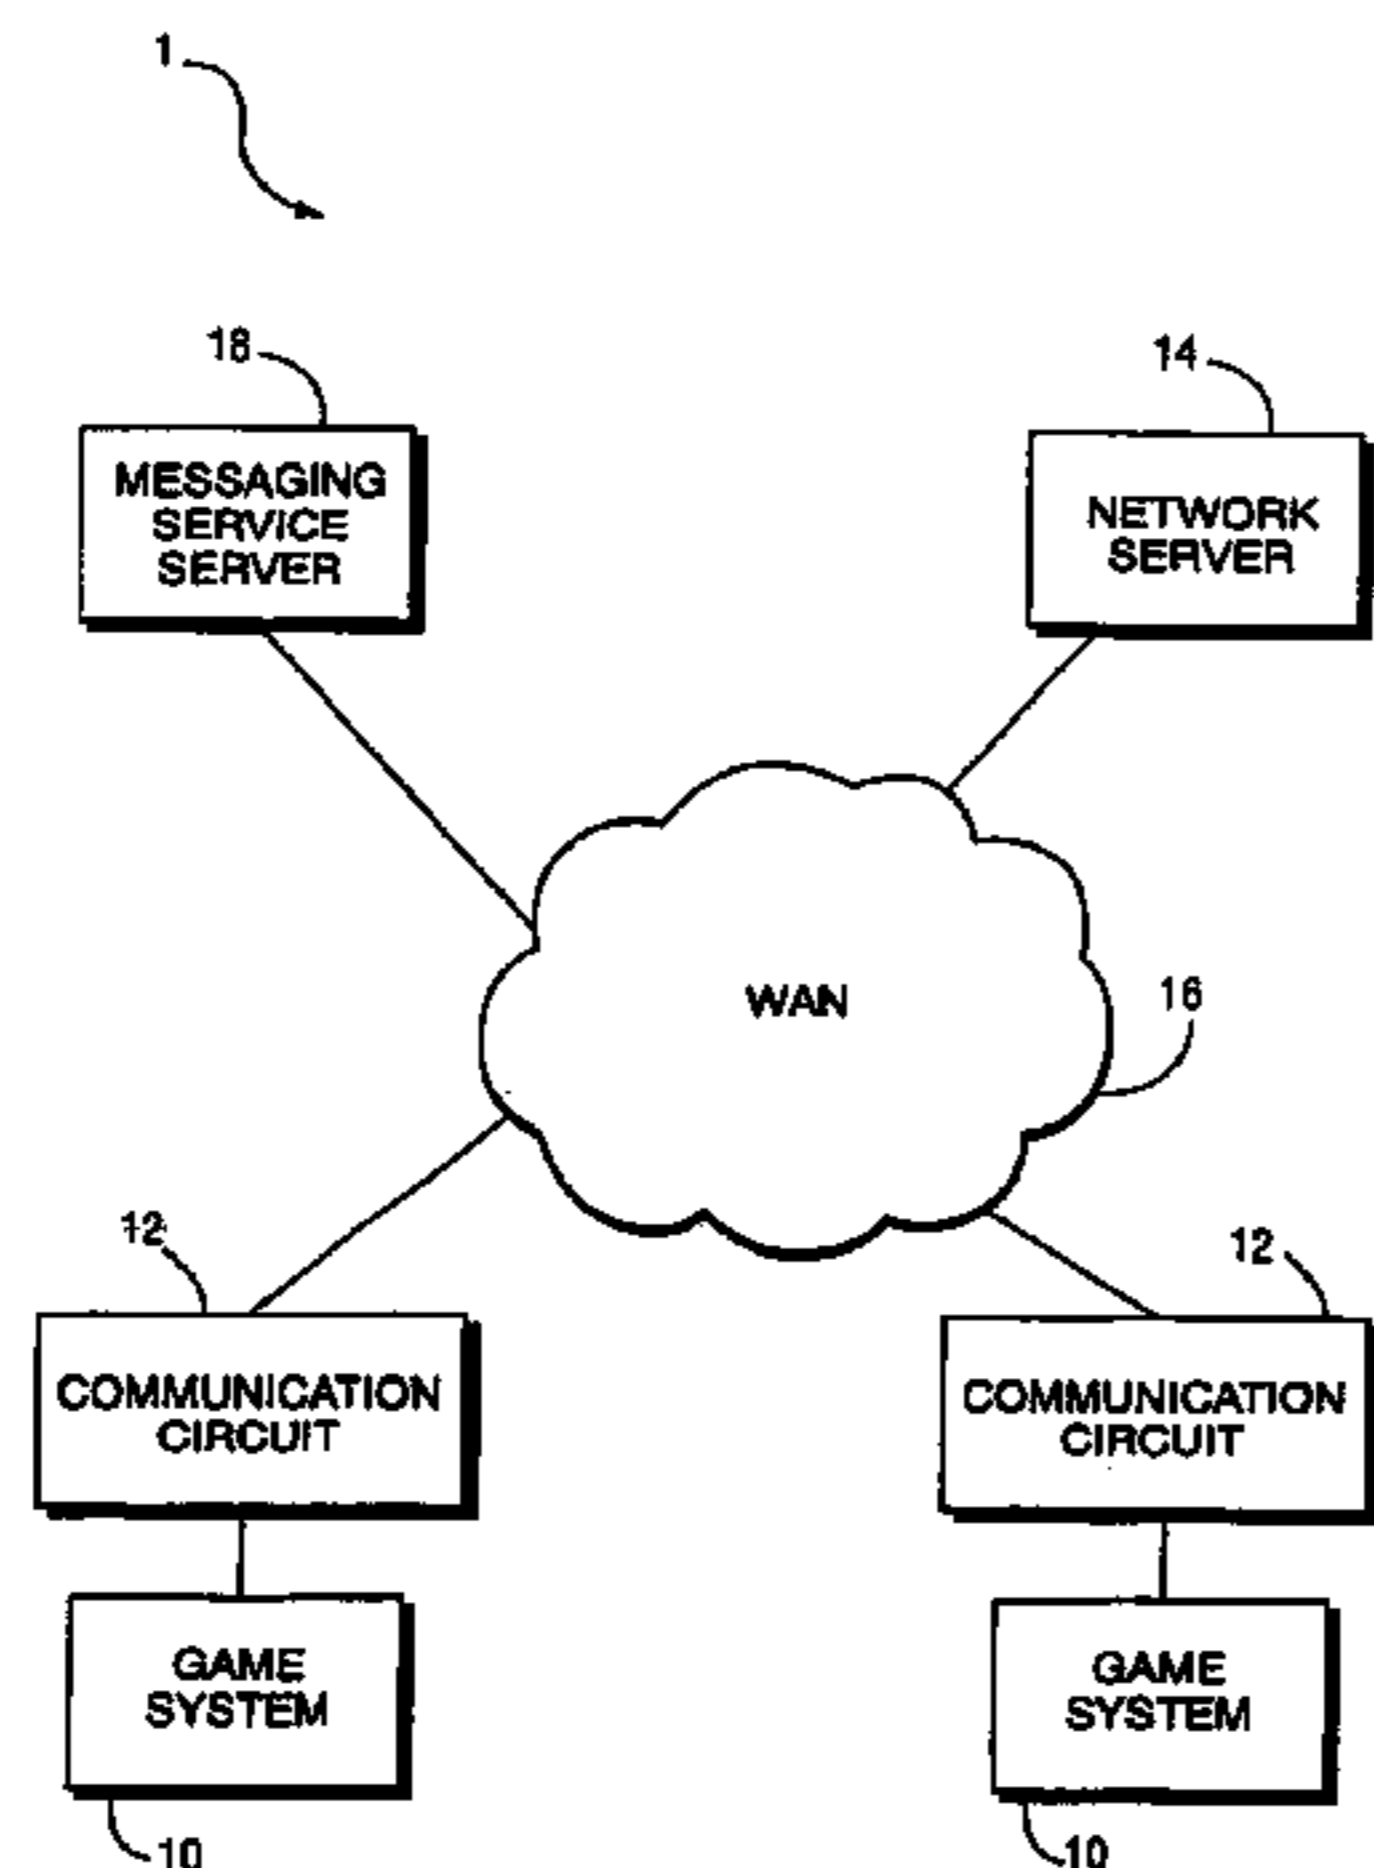 1
18
14
MESSAGING
SERVICE
SERVER
NETWORK
SERVER
WAN
16
12
12
COMMUNICATION
CIRCUIT
COMMUNICATION
CIRCUIT
GAME
SYSTEM
GAME
SYSTEM
10
10